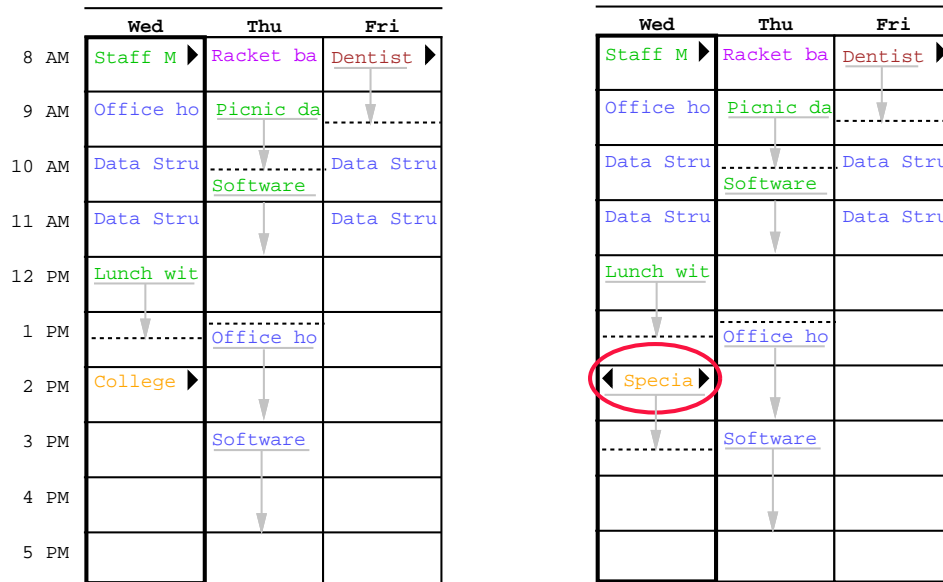 Wed Thu Fri Wed Thu Fri
8 AM Staff M Racket ba Dentist Staff M Racket ba Dentist
9 AM Office ho Picnic da Office ho Picnic da
10 AM Data Stru Data Stru Data Stru Data Stru
Software Software
11 AM Data Stru Data Stru Data Stru Data Stru
12 PM Lunch wit Lunch wit
1 PM Office ho Office ho
2 PM College Specia
3 PM Software Software
4 PM
5 PM